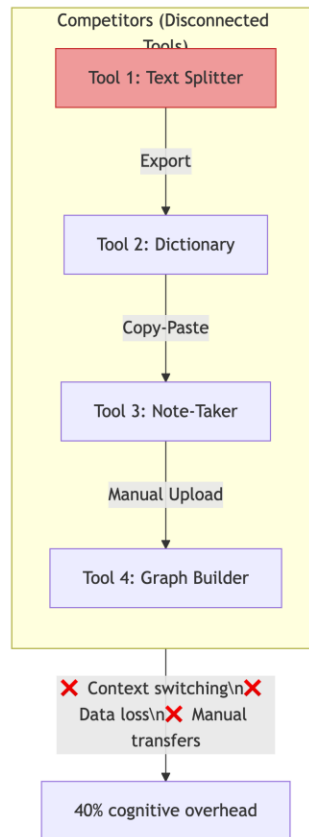 Competitors (Disconnected
Tools)
Tool 1: Text Splitter
Export
Tool 2: Dictionary
Copy-Paste
Tool 3: Note-Taker
Manual Upload
Tool 4: Graph Builder
❌ Context switching\n❌
Data loss\n❌ Manual
transfers
40% cognitive overhead